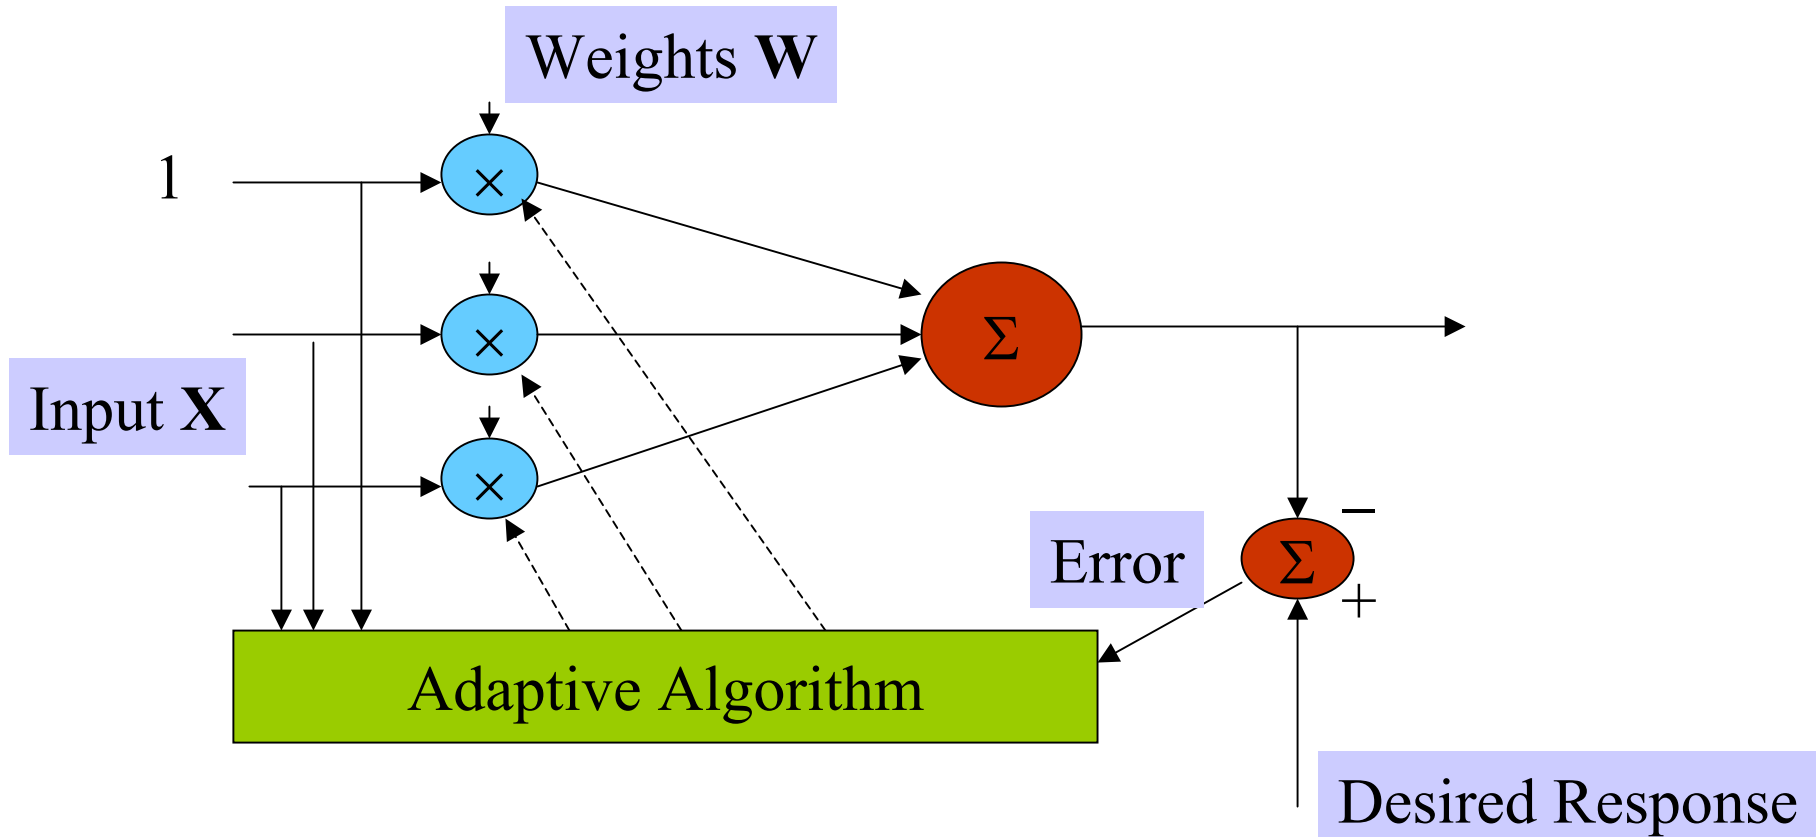 Weights W
1
×
×
Σ
Input X
×
−
Error
Σ
+
Adaptive Algorithm
Desired Response